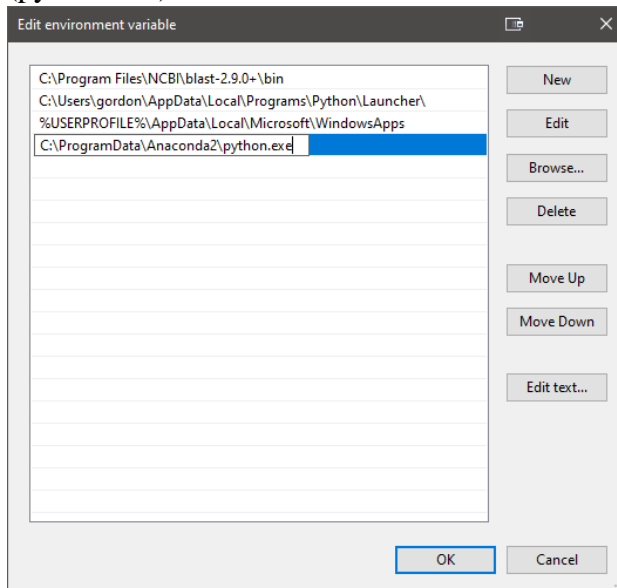 Edit environment variable
C:\Program Files\NCBI\blast-2.9.0+\bin
C:\Users\gordon\AppData\Local\Programs\Python\Launcher\
%USERPROFILE%\AppData\Local\Microsoft\WindowsApps
C:\ProgramData\Anaconda2\python.exe
New
Edit
Browse...
Delete
Move Up
Move Down
Edit text...
OK
Cancel